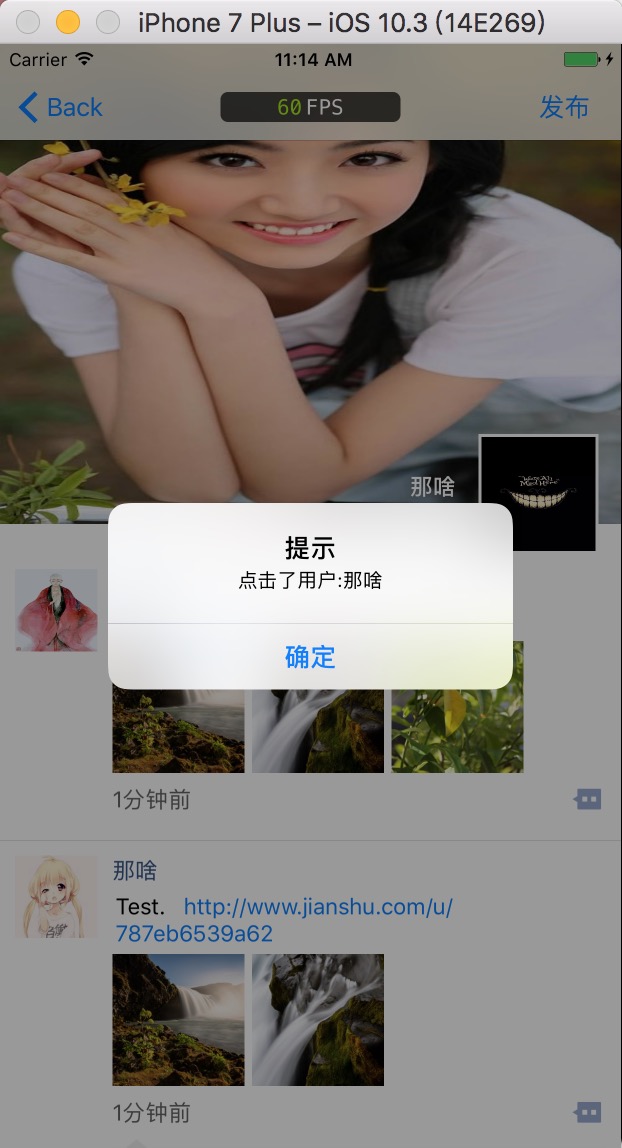 iPhone 7 Plus – iOS 10.3 (14E269)
Carrier 11:14 AM
Back 60 FPS 发布
那啥
提示
点击了用户:那啥
确定
1分钟前
那啥
Test. http://www.jianshu.com/u/
787eb6539a62
1分钟前